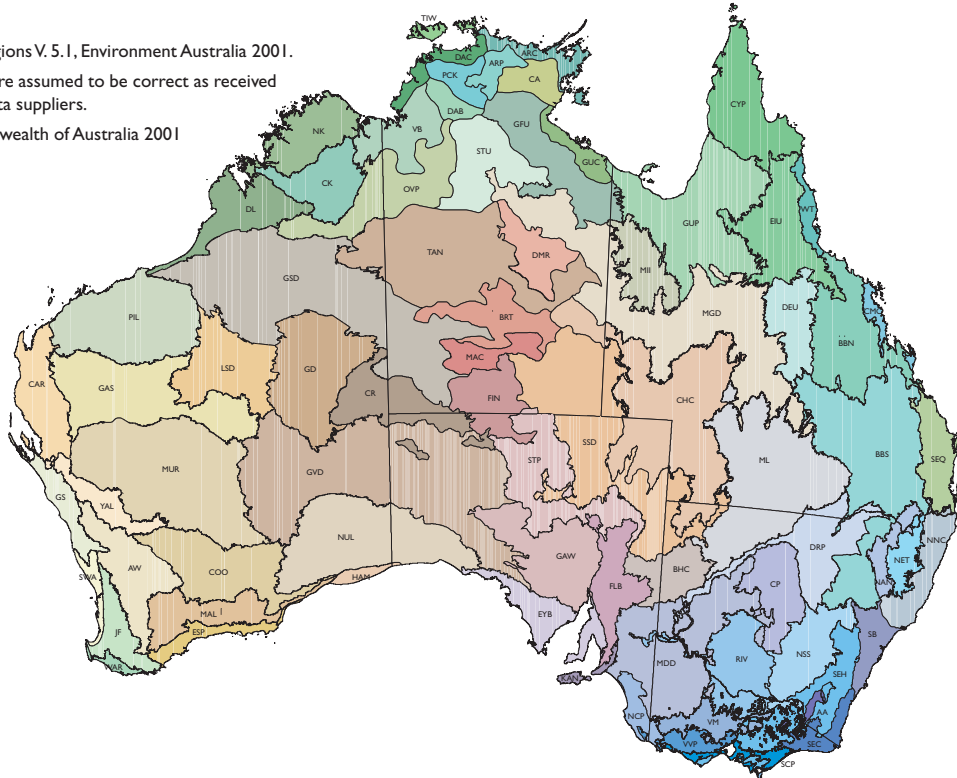 TIW
gions V. 5.1, Environment Australia 2001.
re assumed to be correct as received
ta suppliers.
wealth of Australia 2001
DAC
ARC
PCK
ARP
CA
DAB
CYP
NK
VB
GFU
STU
GUC
CK
OVP
DL
WT
GUP
EIU
TAN
DMR
MII
GSD
DEU
CMC
PIL
BRT
MGD
BBN
MAC
LSD
GD
CAR
GAS
CR
FIN
CHC
SSD
BBS
SEQ
MUR
GVD
STP
ML
GS
YAL
NUL
NNC
DRP
GAW
NET
AW
COO
HAM
BHC
CP
NAN
SWA
FLB
MAL
EYB
JF
ESP
SB
NSS
RIV
MDD
WAR
KAN
SEH
AA
NCP
VM
VVP
SEC
SCP